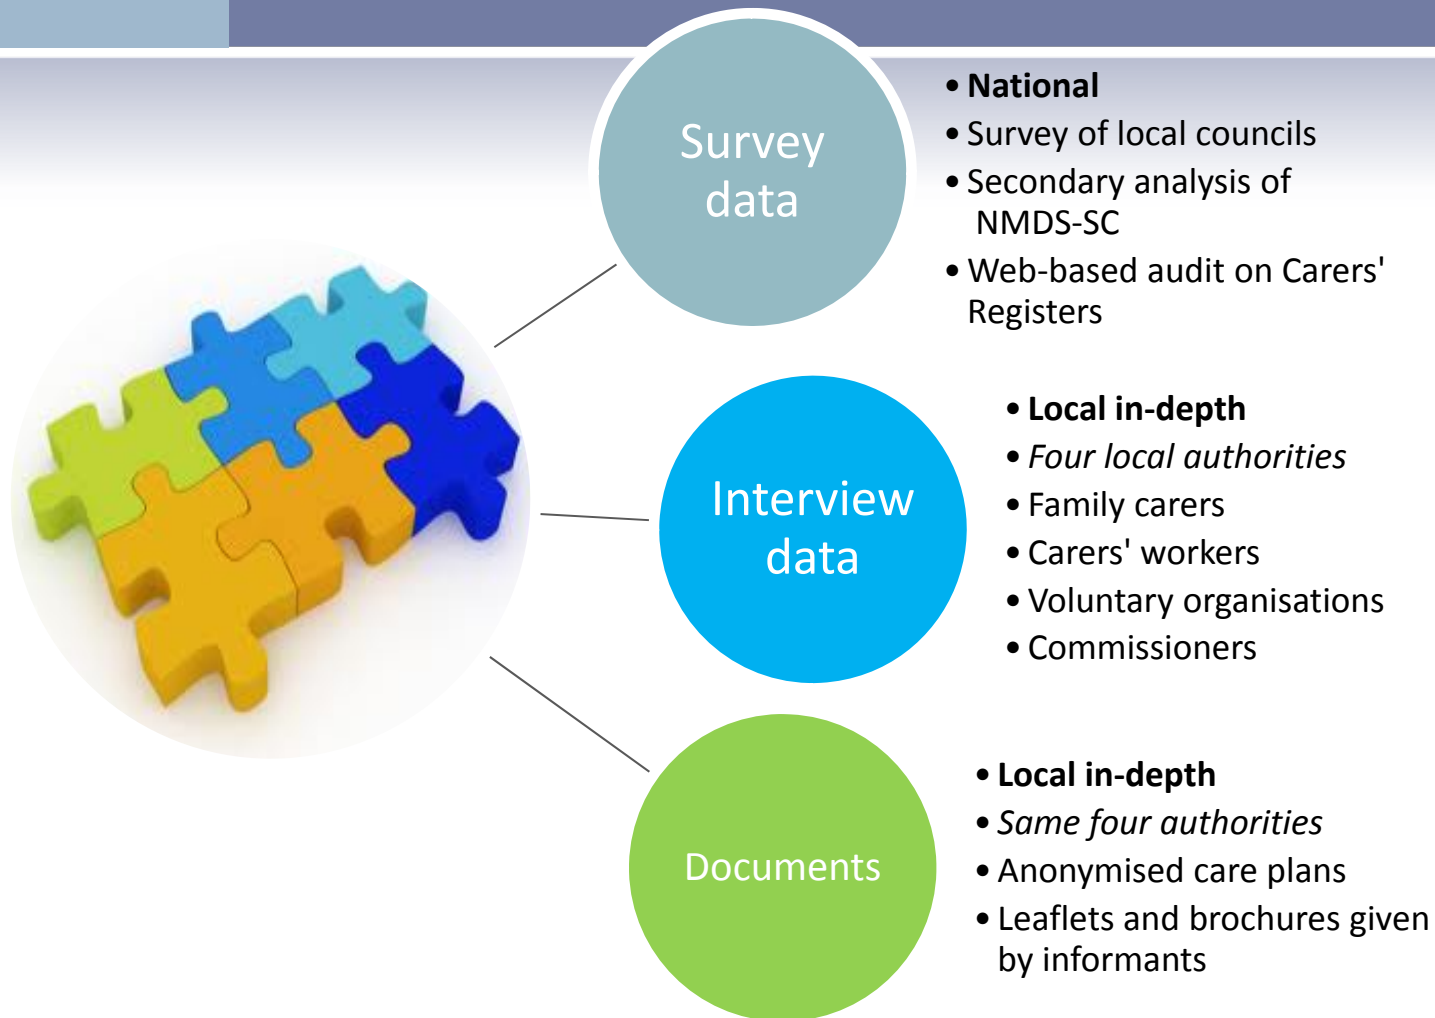 Survey
data
• National
• Survey of local councils
• Secondary analysis of
NMDS-SC
• Web-based audit on Carers'
Registers
Interview
data
• Local in-depth
• Four local authorities
• Family carers
• Carers' workers
• Voluntary organisations
• Commissioners
Documents
• Local in-depth
• Same four authorities
• Anonymised care plans
• Leaflets and brochures given
by informants